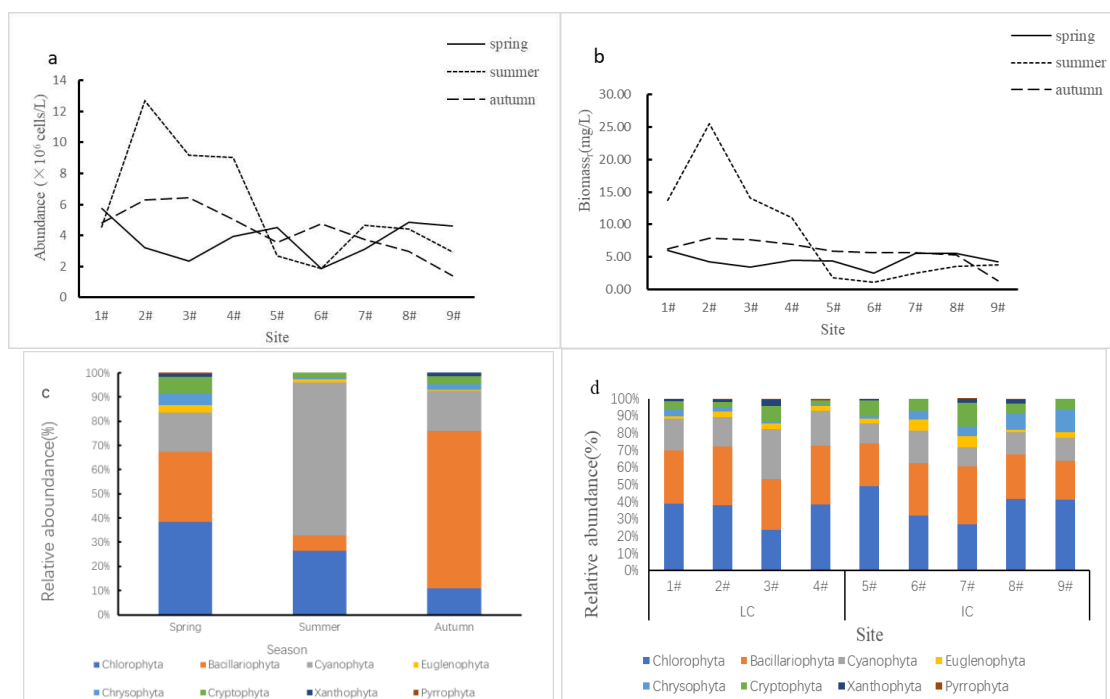 a
spring
summer
autumn
14
12
10
8
6
4
2
0
Abundance (×10⁶ cells/L)
1# 2# 3# 4# 5# 6# 7# 8# 9#
Site
b
spring
summer
autumn
30.00
25.00
20.00
15.00
10.00
5.00
0.00
Biomass,(mg/L)
1# 2# 3# 4# 5# 6# 7# 8# 9#
Site
c
100%
90%
80%
70%
60%
50%
40%
30%
20%
10%
0%
Relative aboundance(%)
Spring Summer Autumn
Season
Chlorophyta Bacillariophyta Cyanophyta Euglenophyta
Chrysophyta Cryptophyta Xanthophyta Pyrrophyta
d
100%
90%
80%
70%
60%
50%
40%
30%
20%
10%
0%
Relative abundance(%)
1# 2# 3# 4# 5# 6# 7# 8# 9#
LC IC
Site
Chlorophyta Bacillariophyta Cyanophyta Euglenophyta
Chrysophyta Cryptophyta Xanthophyta Pyrrophyta